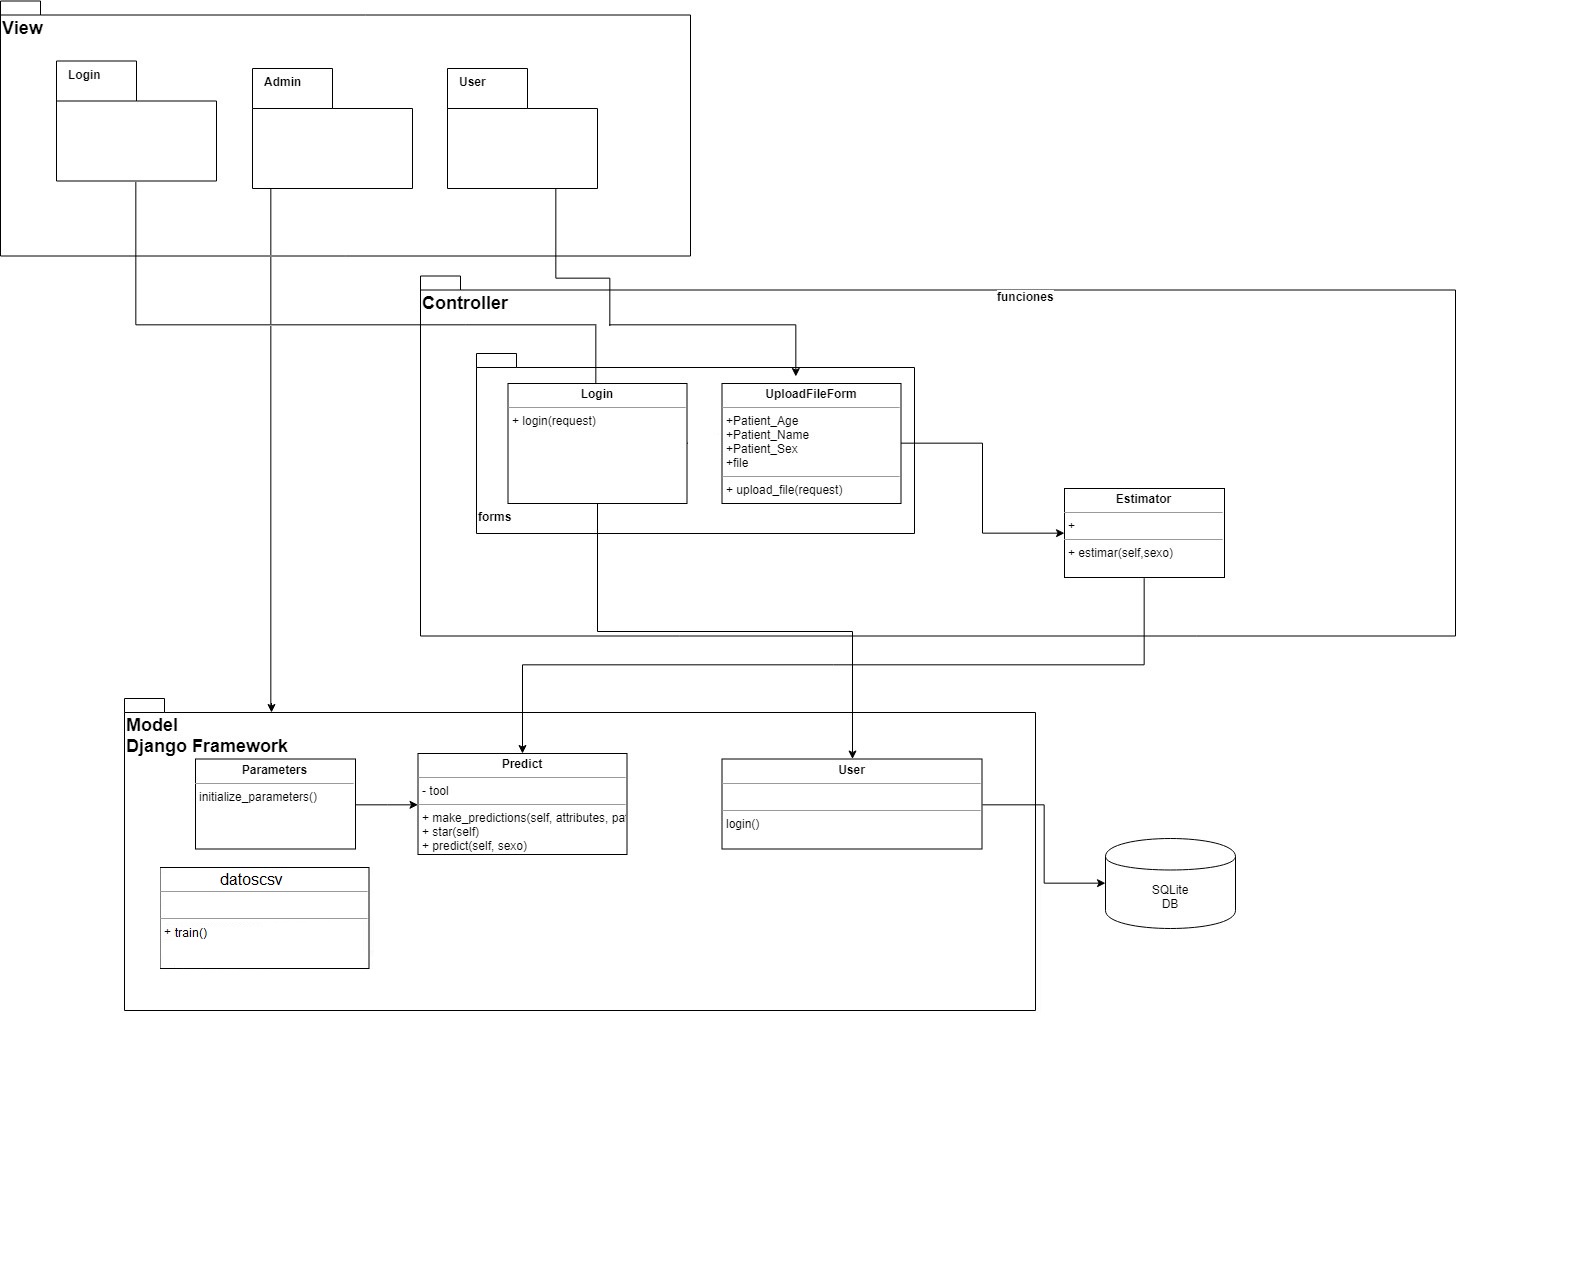 View
Login
Admin
User
Controller
funciones
Login
+ login(request)
UploadFileForm
+Patient_Age
+Patient_Name
+Patient_Sex
+file
+ upload_file(request)
forms
Estimator
+
+ estimar(self,sexo)
Model
Django Framework
Parameters
initialize_parameters()
Predict
- tool
+ make_predictions(self, attributes, pa
+ star(self)
+ predict(self, sexo)
User
login()
datoscsv
+ train()
SQLite
DB